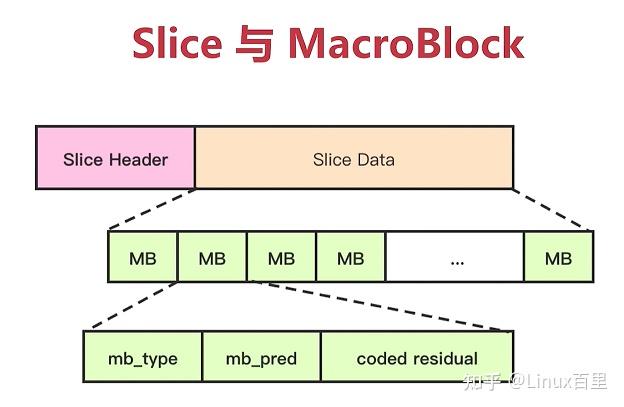 Slice 与 MacroBlock
Slice Header
Slice Data
MB
MB
MB
MB
...
MB
mb_type
mb_pred
coded residual
知乎 @Linux百里